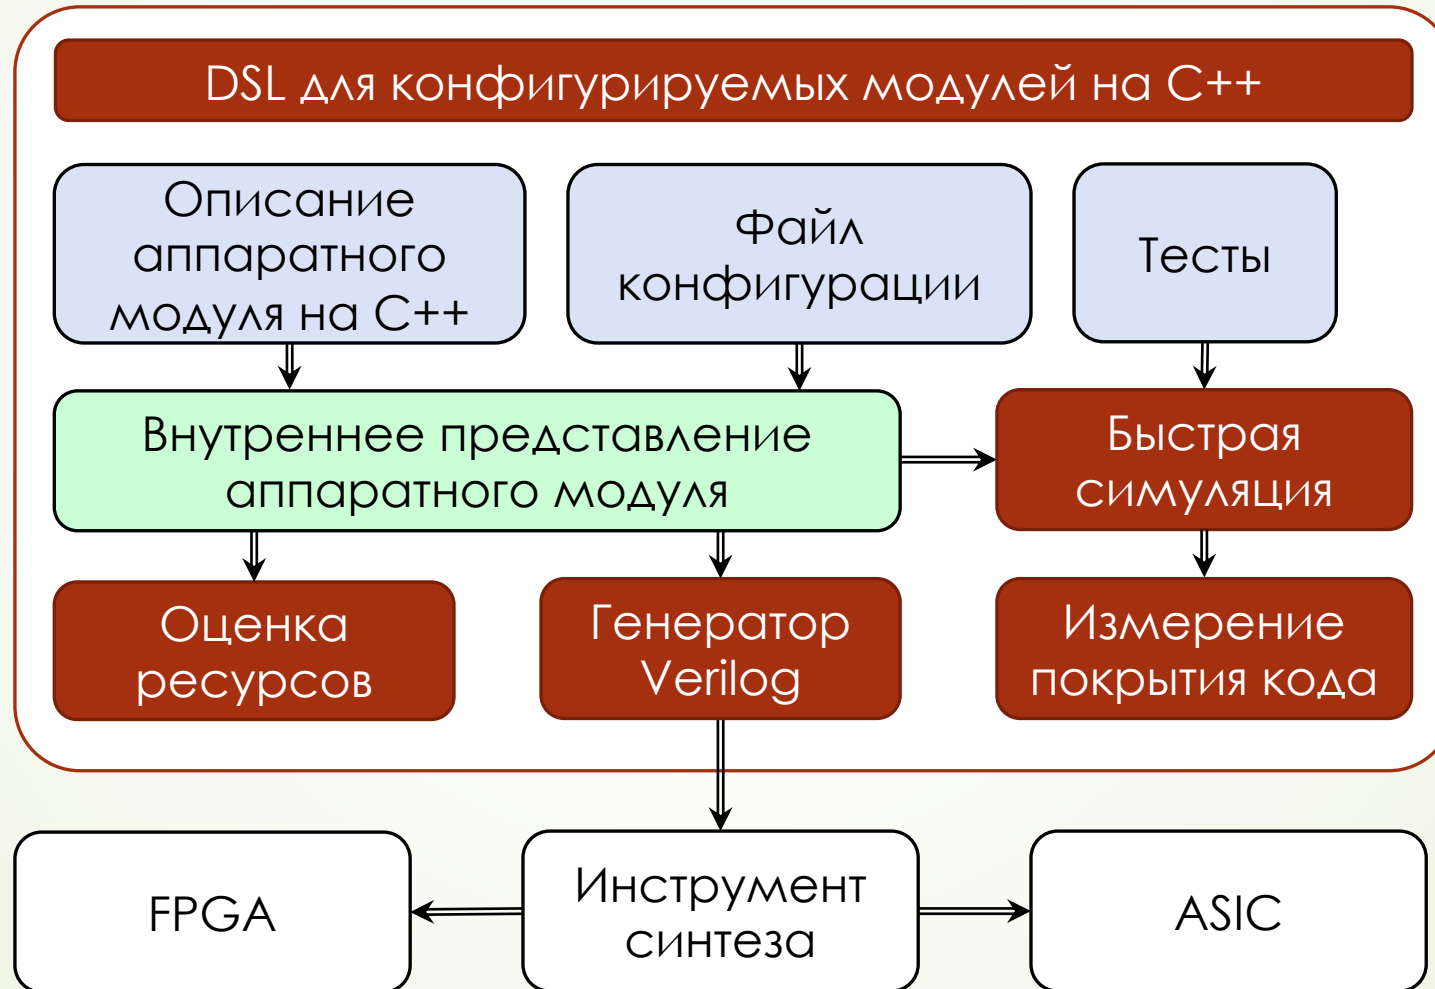 DSL для конфигурируемых модулей на C++
Описание
аппаратного
модуля на C++
Файл
конфигурации
Тесты
Внутреннее представление
аппаратного модуля
Быстрая
симуляция
Оценка
ресурсов
Генератор
Verilog
Измерение
покрытия кода
FPGA
Инструмент
синтеза
ASIC